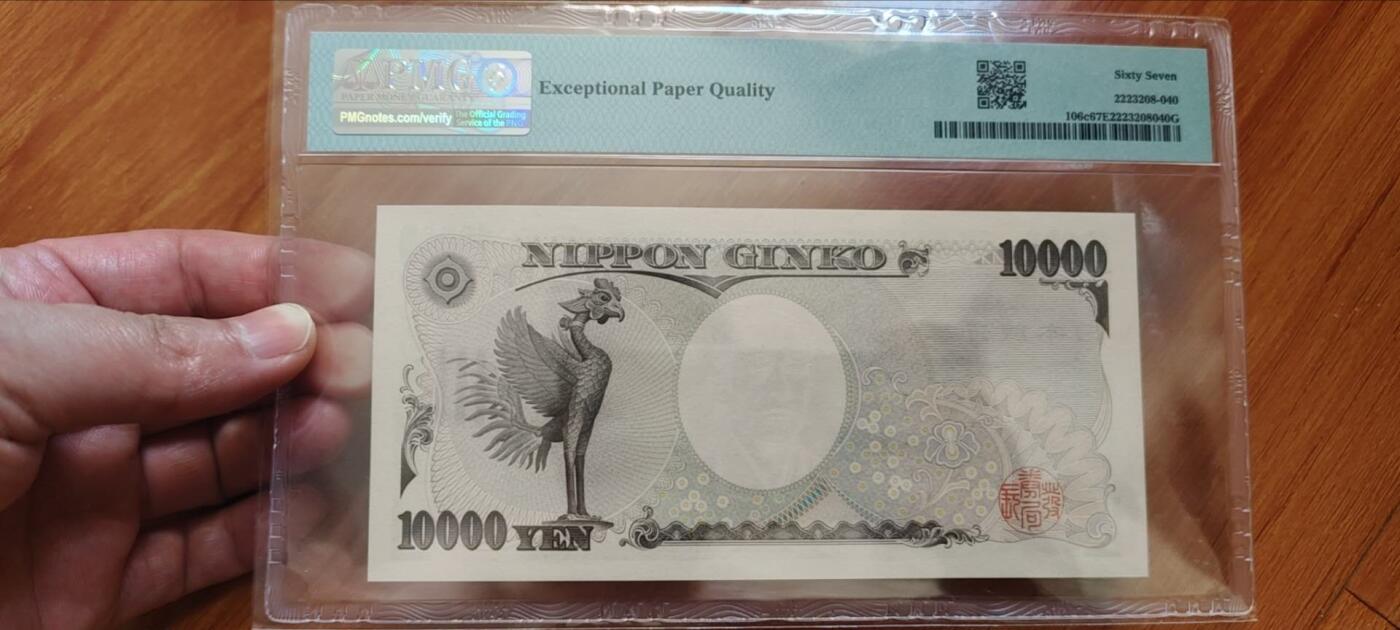 PMG
PAPER MONEY GUARANTY
PMGnotes.com/verify
The Official Grading
Service of the PNG
Exceptional Paper Quality
Sixty Seven
2223208-040
106c67E2223208040G
NIPPON GINKO
10000
10000 YEN